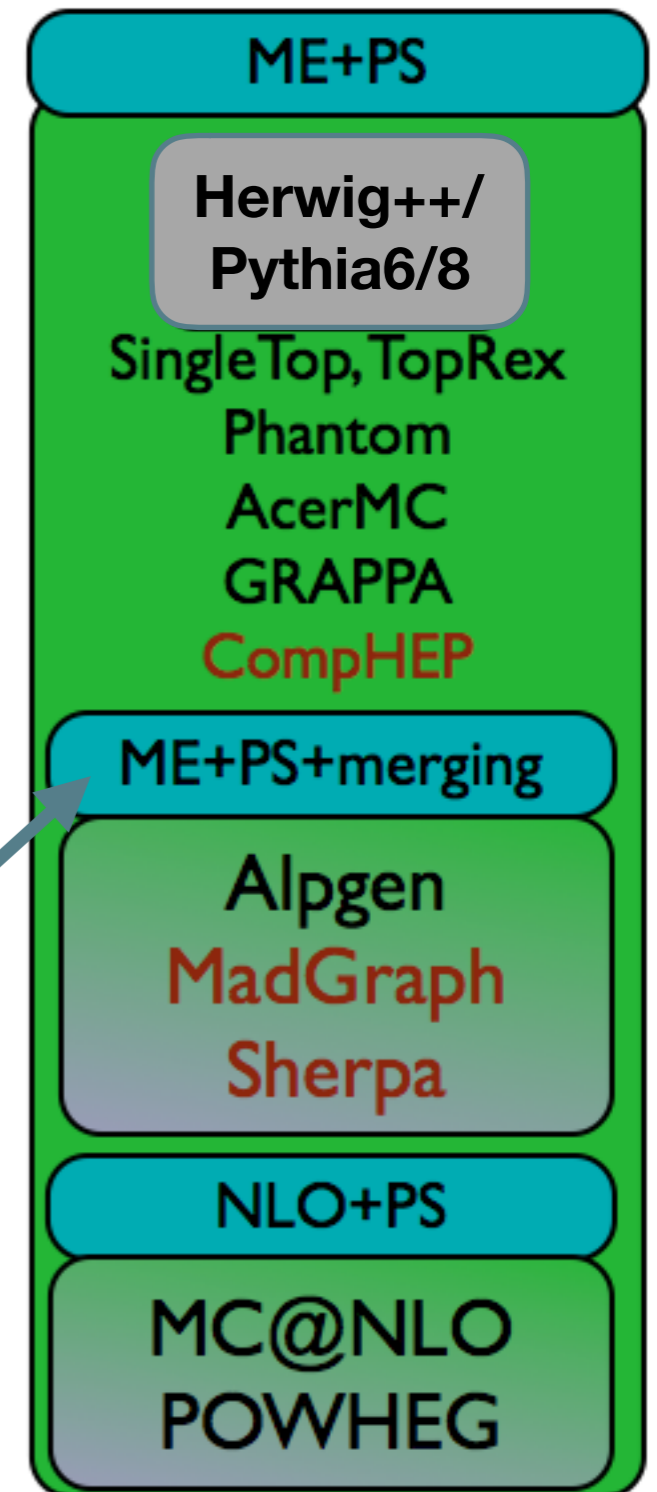 ME+PS
Herwig++/
Pythia6/8
SingleTop, TopRex
Phantom
AcerMC
GRAPPA
CompHEP
ME+PS+merging
Alpgen
MadGraph
Sherpa
NLO+PS
MC@NLO
POWHEG